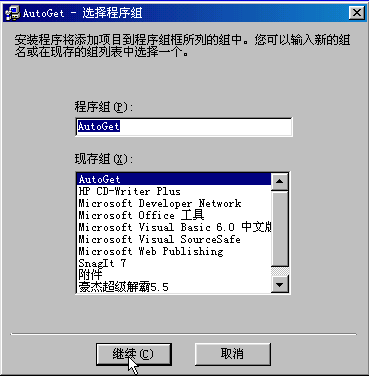 AutoGet - 选择程序组
安装程序将添加项目到程序组框所列的组中。您可以输入新的组
名或在现存的组列表中选择一个。
程序组(P):
AutoGet
现存组(X):
AutoGet
HP CD-Writer Plus
Microsoft Developer Network
Microsoft Office 工具
Microsoft Visual Basic 6.0 中文版
Microsoft Visual SourceSafe
Microsoft Web Publishing
SnagIt 7
附件
豪杰超级解霸5.5
继续(C)
取消